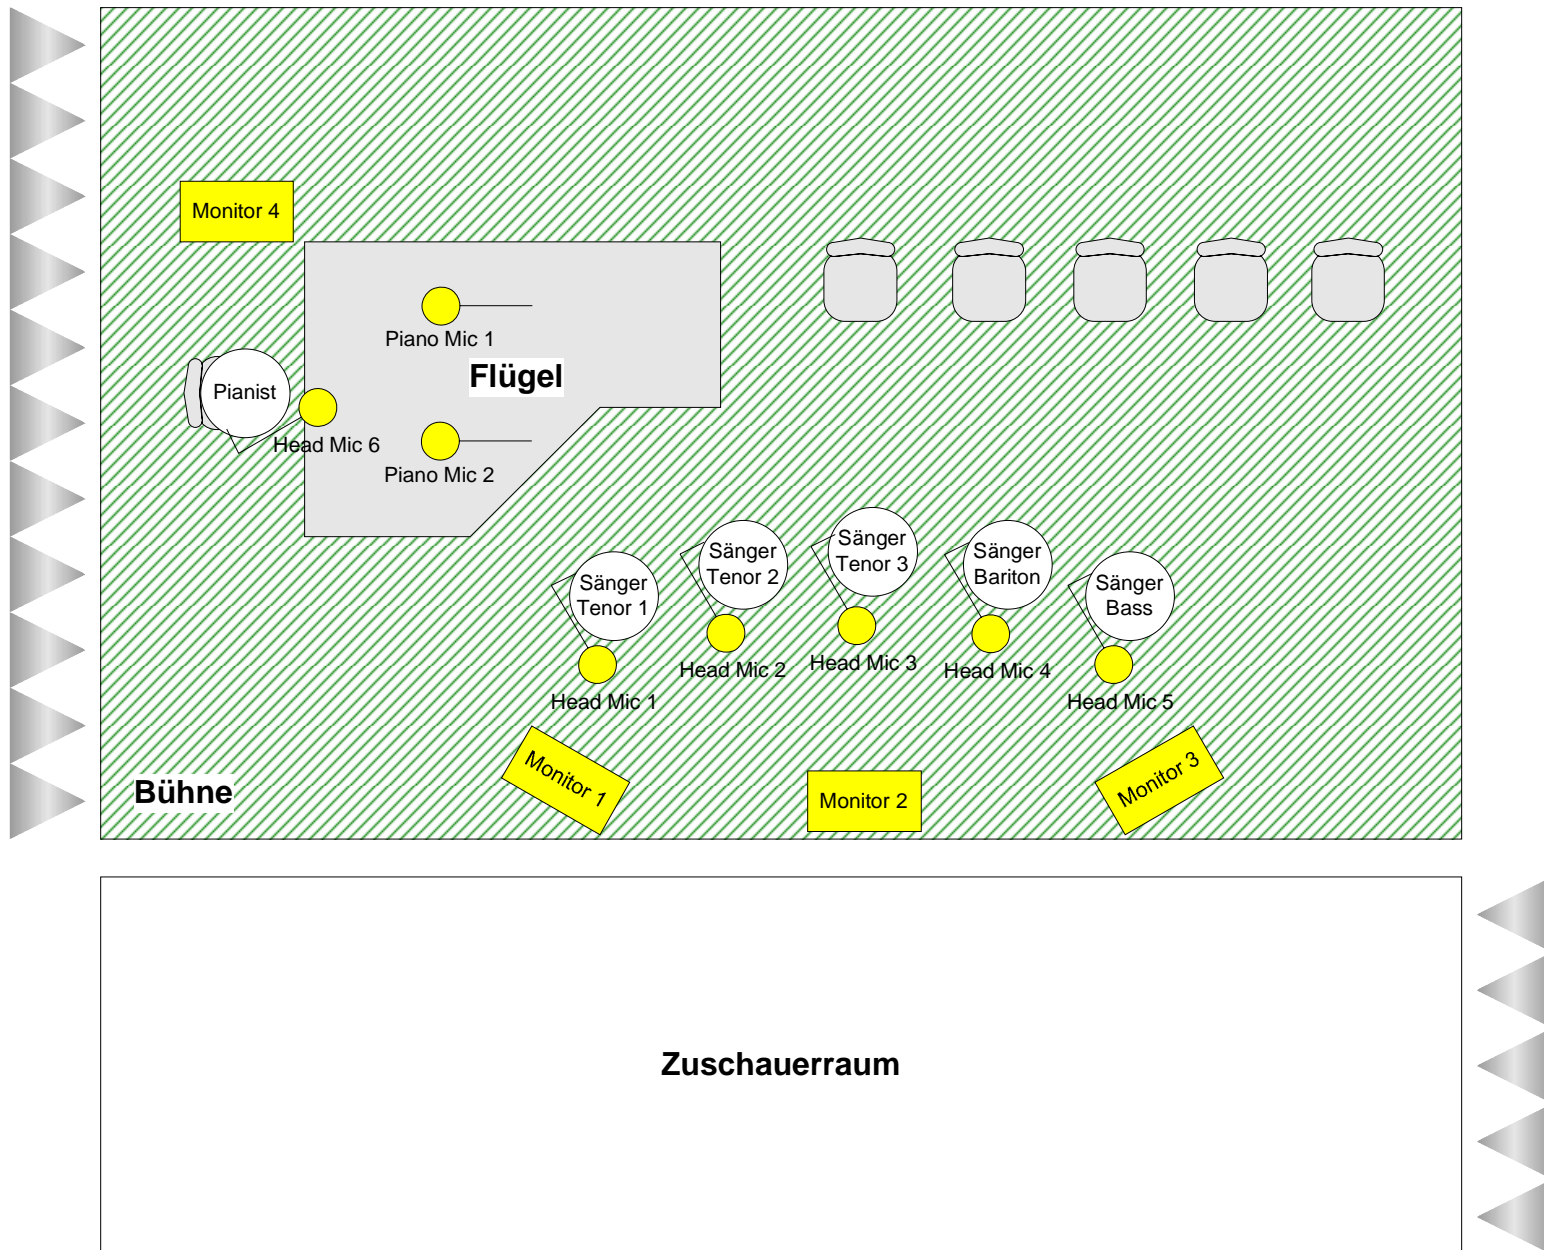 Monitor 4
Piano Mic 1
Flügel
Pianist
Head Mic 6
Piano Mic 2
Sänger
Tenor 1
Sänger
Tenor 2
Sänger
Tenor 3
Sänger
Bariton
Sänger
Bass
Head Mic 1
Head Mic 2
Head Mic 3
Head Mic 4
Head Mic 5
Bühne
Monitor 1
Monitor 2
Monitor 3
Zuschauerraum